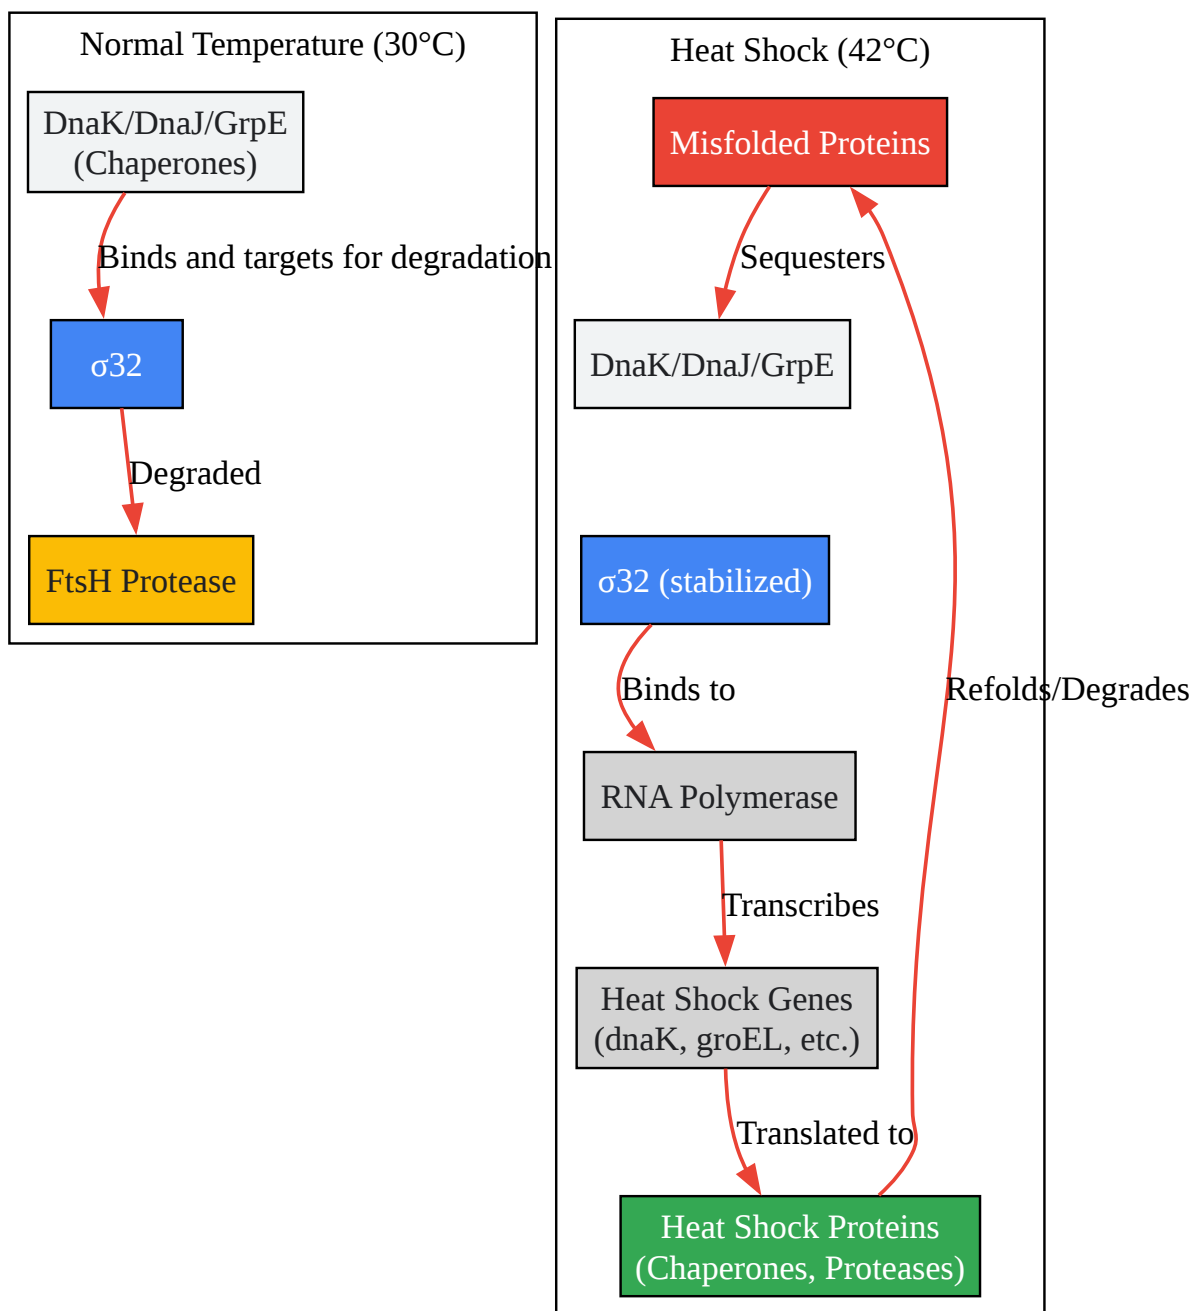 Normal Temperature (30°C)
DnaK/DnaJ/GrpE
(Chaperones)
Binds and targets for degradation
σ32
Degraded
FtsH Protease
Heat Shock (42°C)
Misfolded Proteins
Sequesters
DnaK/DnaJ/GrpE
σ32 (stabilized)
Binds to
Refolds/Degrades
RNA Polymerase
Transcribes
Heat Shock Genes
(dnaK, groEL, etc.)
Translated to
Heat Shock Proteins
(Chaperones, Proteases)